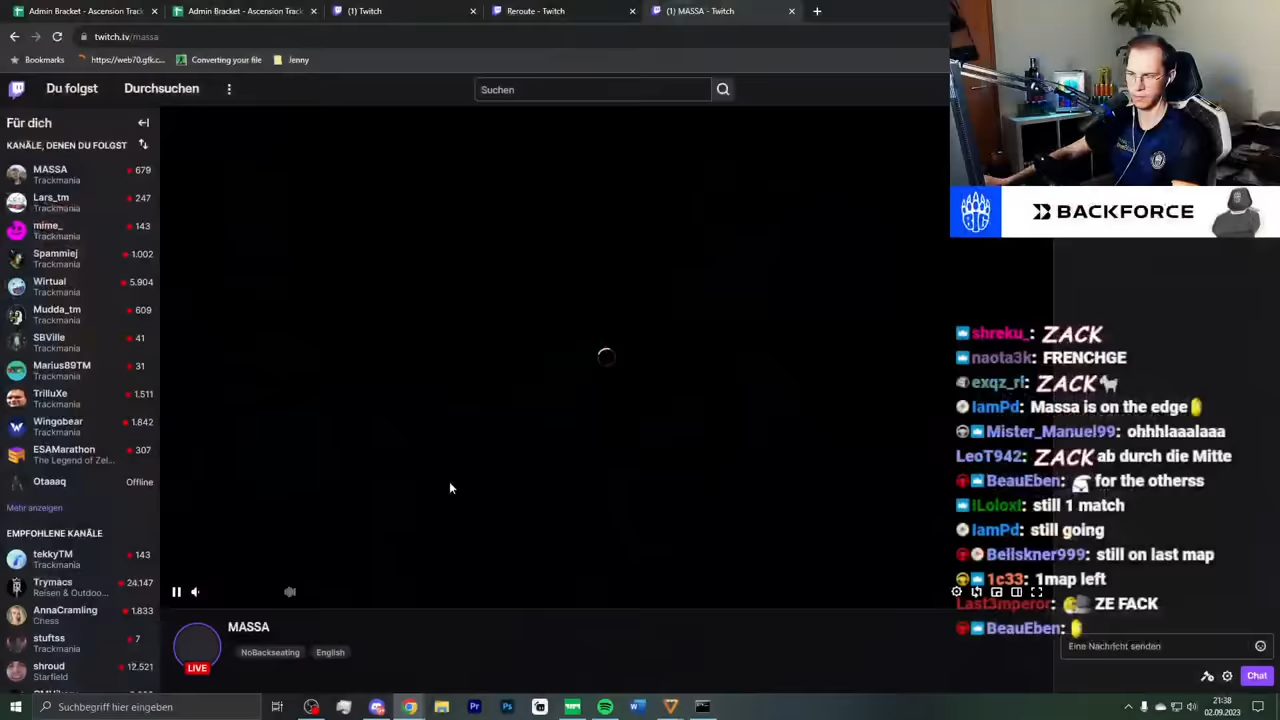 Admin Bracket - Ascension Track
Admin Bracket - Ascension Track
(1) Twitch
Reroute - Twitch
(1) MASSA - Twitch
twitch.tv/massa
Bookmarks
https://web70.gfk.c...
Converting your file
Jenny
Du folgst
Durchsuchen
Suchen
Für dich
KANÄLE, DENEN DU FOLGST
MASSA 679
Trackmania
Lars_tm 247
Trackmania
mime_ 143
Trackmania
Spammiej 1.002
Trackmania
Wirtual 5.904
Trackmania
Mudda_tm 609
Trackmania
SBVille 41
Trackmania
Marius89TM 31
Trackmania
TrilluXe 1.511
Trackmania
Wingobear 1.842
Trackmania
ESAMarathon 307
The Legend of Zel...
Otaaaq Offline
Mehr anzeigen
EMPFOHLENE KANÄLE
tekkyTM 143
Trackmania
Trymacs 24.147
Reisen & Outdoo...
AnnaCramling 1.833
Chess
stuftss 7
Trackmania
shroud 12.521
Starfield
LIVE
MASSA
NoBackseating English
BIG
BACKFORCE
shreku_: ZACK
naota3k: FRENCHGE
exqz_rl: ZACK
IamPd: Massa is on the edge
Mister_Manuel99: ohhhlaaalaaa
LeoT942: ZACK ab durch die Mitte
BeauEben: for the otherss
still 1 match
IamPd: still going
Beliskner999: still on last map
1c33: 1map left
Last3mperor: ZE FACK
BeauEben:
Eine Nachricht senden
Chat
Suchbegriff hier eingeben
21:38
02.09.2023